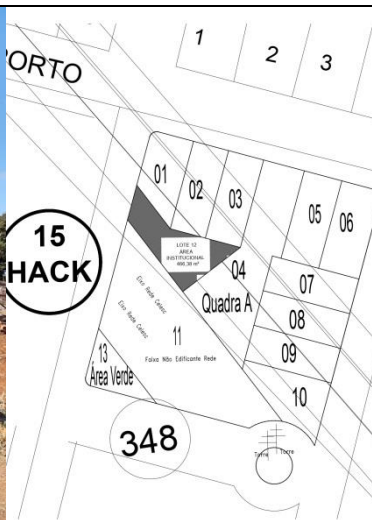 1
2
3
PORTO
01
02
03
05
06
15
HACK
LOTE 12
ÁREA
INSTITUCIONAL
04
07
Quadra A
08
Eixo Rede Celesc
Eixo Rede Celesc
11
09
Faixa Não Edificante Rede
13
Área Verde
10
348
Torre
Torre